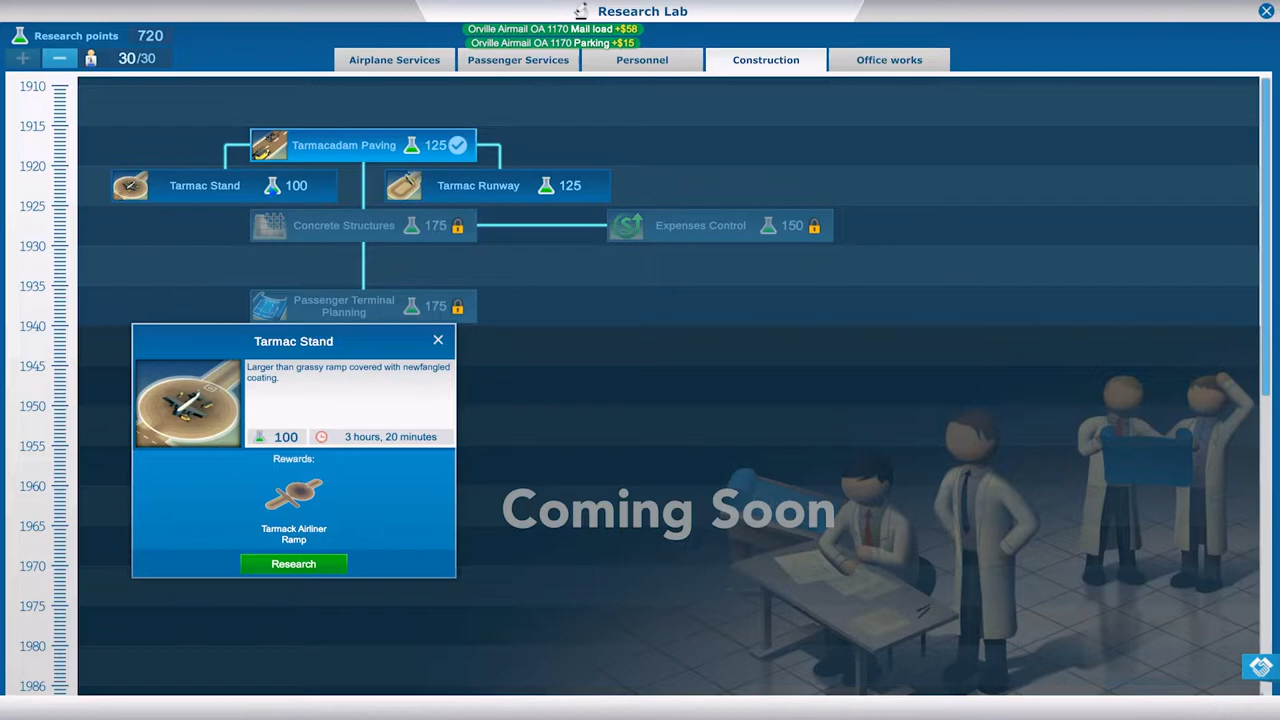 Research Lab
Research points 720
Orville Airmail OA 1170 Mail load +$58
Orville Airmail OA 1170 Parking +$15
30/30
Airplane Services
Passenger Services
Personnel
Construction
Office works
1910
1915
1920
1925
1930
1935
1940
1945
1950
1955
1960
1965
1970
1975
1980
1986
Tarmacadam Paving 125
Tarmac Stand 100
Tarmac Runway 125
Concrete Structures 175
Expenses Control 150
Passenger Terminal
Planning 175
Tarmac Stand
Larger than grassy ramp covered with newfangled
coating.
100
3 hours, 20 minutes
Rewards:
Tarmack Airliner
Ramp
Research
Coming Soon